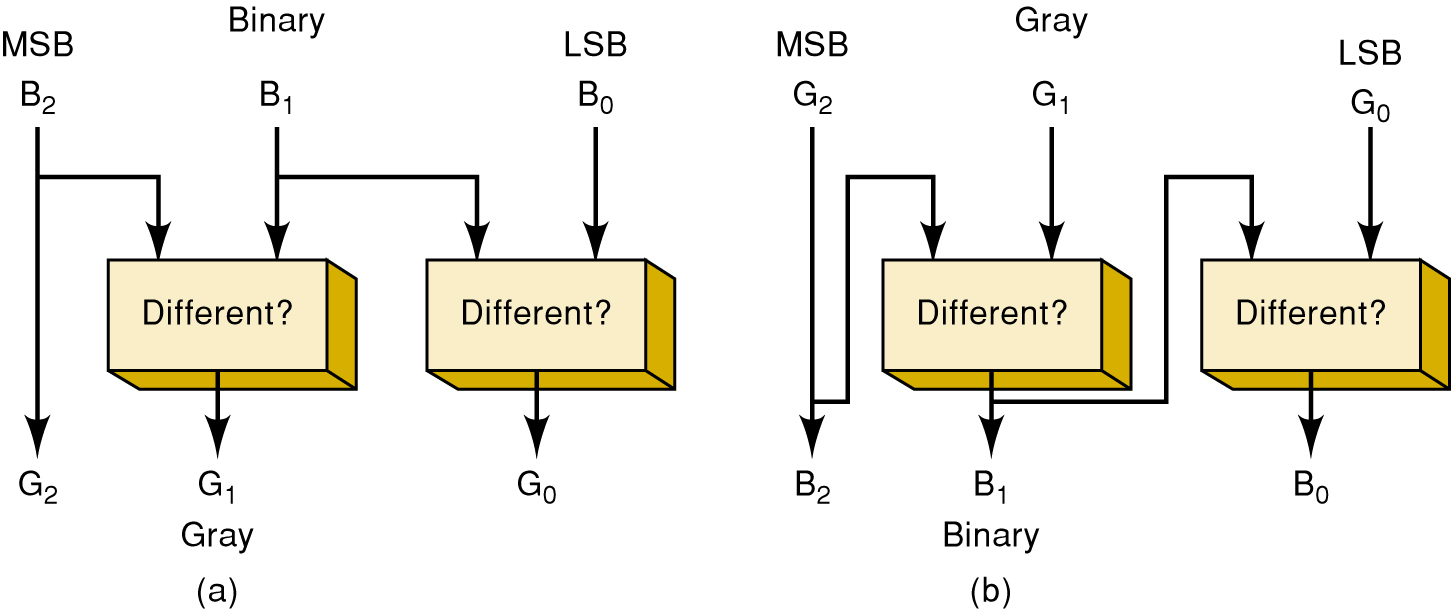 Binary
MSB LSB
B₂ B₁ B₀
Different? Different?
G₂ G₁ G₀
Gray
(a)
Gray
MSB LSB
G₂ G₁ G₀
Different? Different?
B₂ B₁ B₀
Binary
(b)